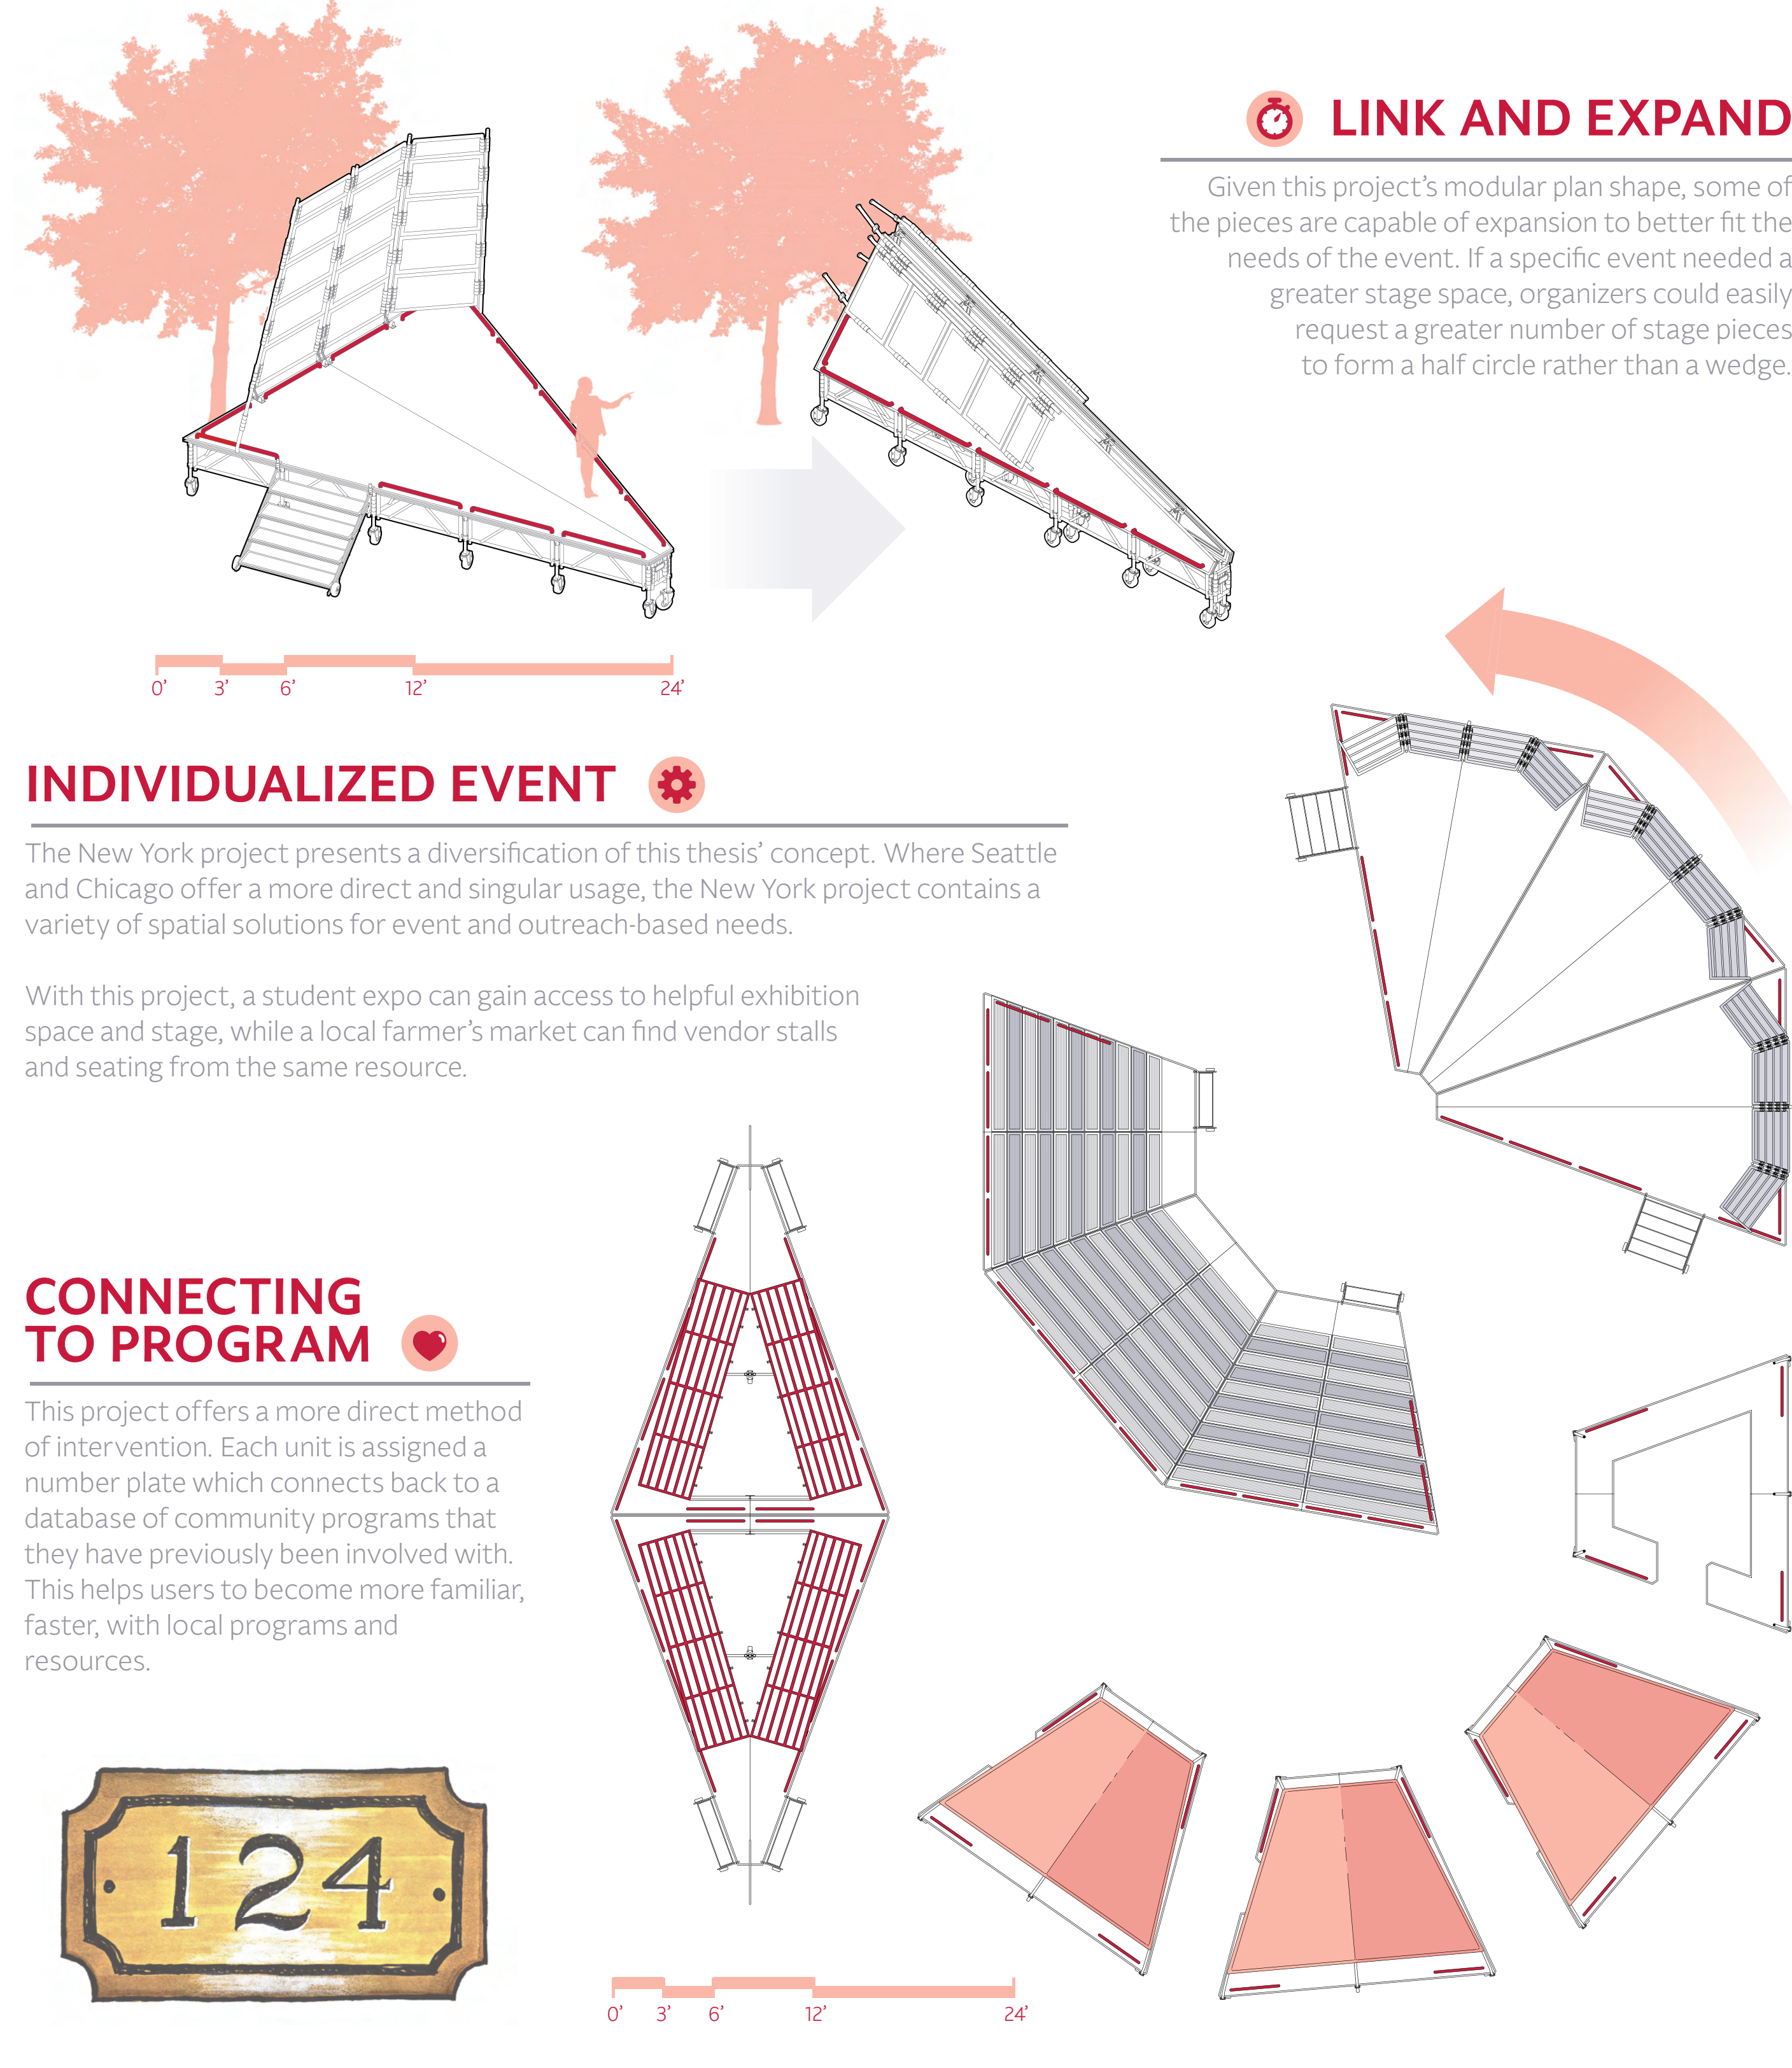 LINK AND EXPAND
Given this project’s modular plan shape, some of
the pieces are capable of expansion to better fit the
needs of the event. If a specific event needed a
greater stage space, organizers could easily
request a greater number of stage pieces
to form a half circle rather than a wedge.
0’ 3’ 6’ 12’ 24’
INDIVIDUALIZED EVENT
The New York project presents a diversification of this thesis’ concept. Where Seattle
and Chicago offer a more direct and singular usage, the New York project contains a
variety of spatial solutions for event and outreach-based needs.
With this project, a student expo can gain access to helpful exhibition
space and stage, while a local farmer’s market can find vendor stalls
and seating from the same resource.
CONNECTING
TO PROGRAM
This project offers a more direct method
of intervention. Each unit is assigned a
number plate which connects back to a
database of community programs that
they have previously been involved with.
This helps users to become more familiar,
faster, with local programs and
resources.
124
0’ 3’ 6’ 12’ 24’